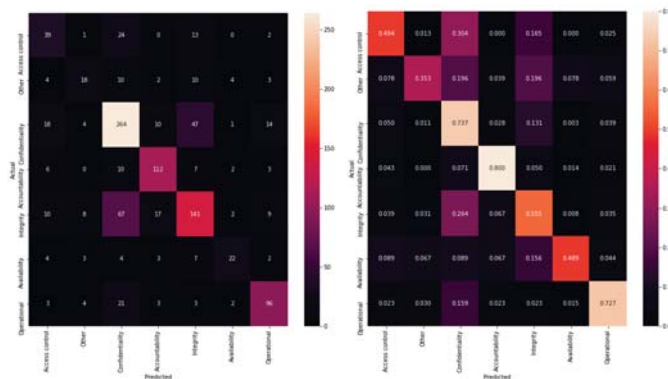 Access control
39 1 24 0 13 0 2
Other
4 18 10 2 10 4 3
Confidentiality
18 4 264 10 47 1 14
Actual
Accountability
6 0 10 112 7 2 3
Integrity
10 8 67 17 141 2 9
Availability
4 3 4 3 7 22 2
Operational
3 4 21 3 3 2 96
Access control
Other
Confidentiality
Accountability
Integrity
Availability
Operational
Predicted
250
200
150
100
50
0
Access control
0.494 0.013 0.304 0.000 0.165 0.000 0.025
Other
0.078 0.353 0.196 0.039 0.196 0.078 0.059
Confidentiality
0.050 0.011 0.737 0.028 0.131 0.003 0.039
Actual
Accountability
0.043 0.000 0.071 0.800 0.050 0.014 0.021
Integrity
0.039 0.031 0.264 0.067 0.555 0.008 0.035
Availability
0.089 0.067 0.089 0.067 0.156 0.489 0.044
Operational
0.023 0.030 0.159 0.023 0.023 0.015 0.727
Access control
Other
Confidentiality
Accountability
Integrity
Availability
Operational
Predicted